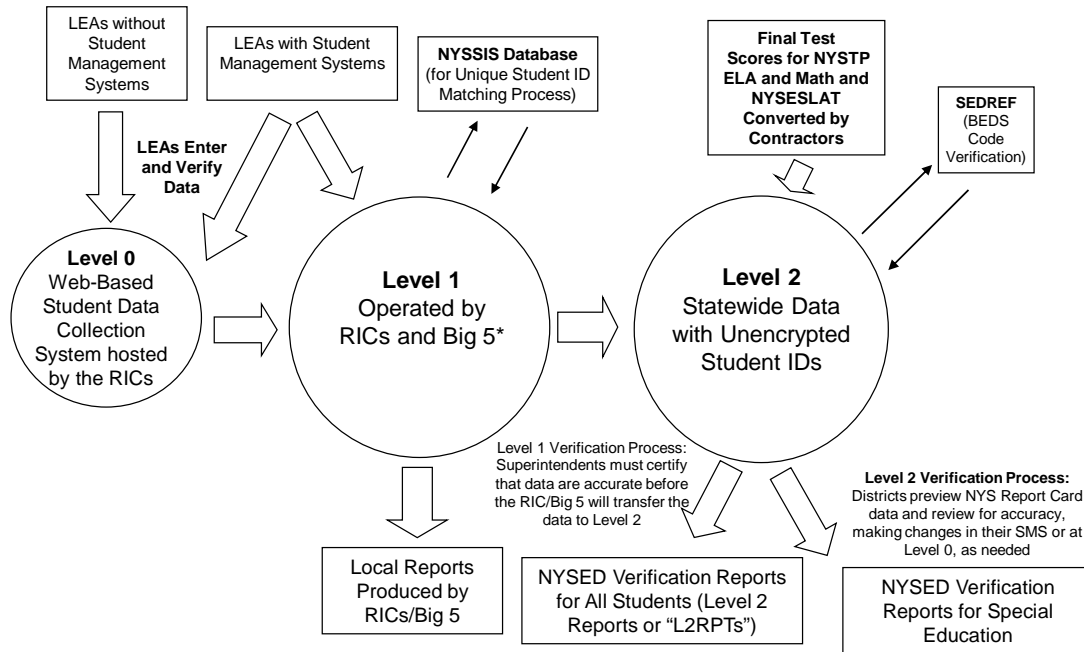 LEAs without
Student
Management
Systems
LEAs with Student
Management Systems
NYSSIS Database
(for Unique Student ID
Matching Process)
Final Test
Scores for NYSTP
ELA and Math and
NYSESLAT
Converted by
Contractors
SEDREF
(BEDS
Code
Verification)
LEAs Enter
and Verify
Data
Level 0
Web-Based
Student Data
Collection
System hosted
by the RICs
Level 1
Operated by
RICs and Big 5*
Level 2
Statewide Data
with Unencrypted
Student IDs
Level 1 Verification Process:
Superintendents must certify
that data are accurate before
the RIC/Big 5 will transfer the
data to Level 2
Level 2 Verification Process:
Districts preview NYS Report Card
data and review for accuracy,
making changes in their SMS or at
Level 0, as needed
Local Reports
Produced by
RICs/Big 5
NYSED Verification Reports
for All Students (Level 2
Reports or “L2RPTs”)
NYSED Verification
Reports for Special
Education